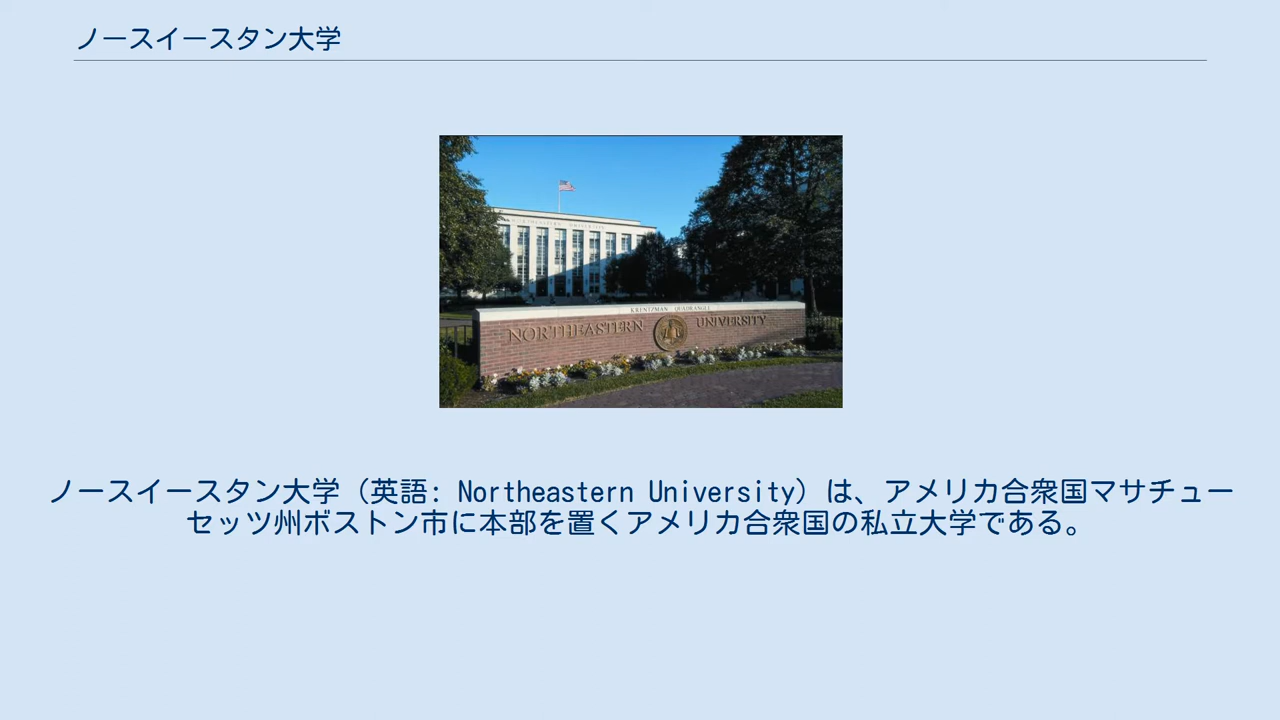 ノースイースタン大学
KRENTZMAN QUADRANGLE
NORTHEASTERN UNIVERSITY
ノースイースタン大学（英語: Northeastern University）は、アメリカ合衆国マサチュー
セッツ州ボストン市に本部を置くアメリカ合衆国の私立大学である。